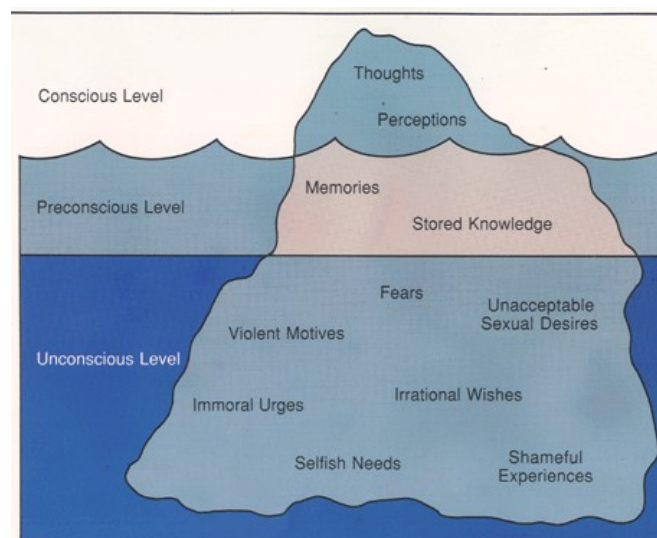 Thoughts
Conscious Level
Perceptions
Memories
Preconscious Level
Stored Knowledge
Fears
Unacceptable
Sexual Desires
Violent Motives
Unconscious Level
Irrational Wishes
Immoral Urges
Selfish Needs
Shameful
Experiences